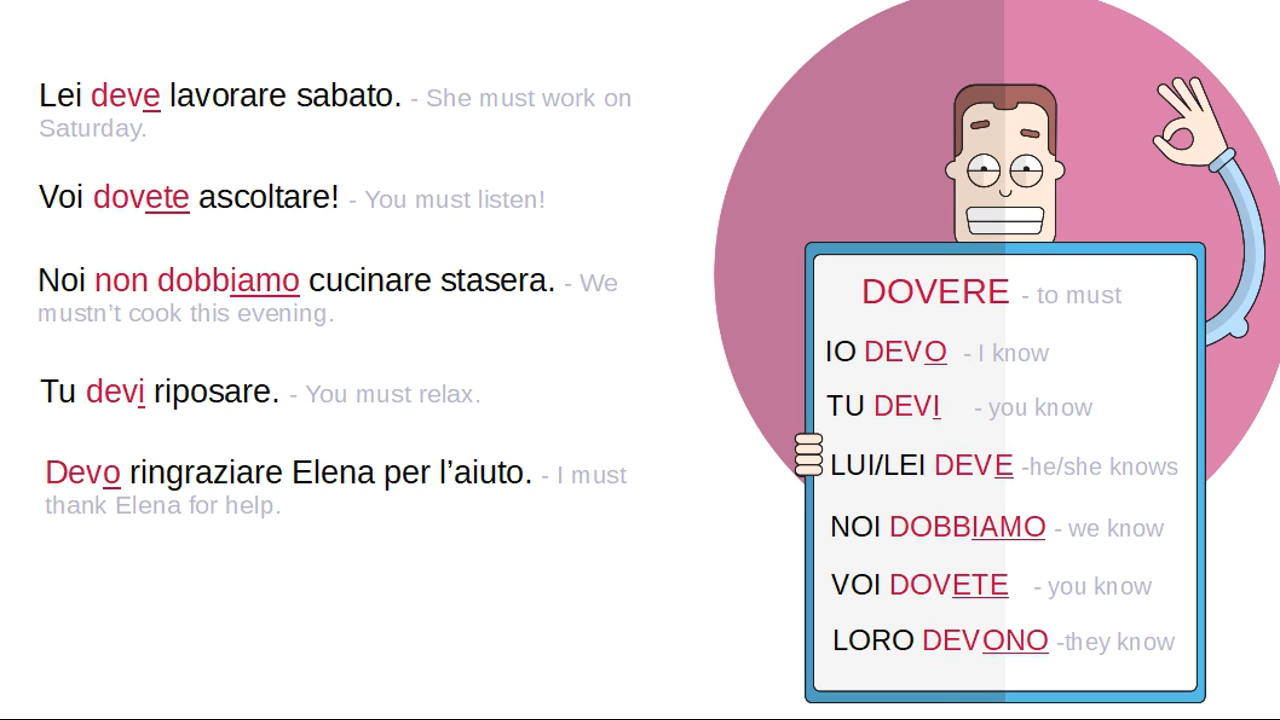 Lei deve lavorare sabato. - She must work on
Saturday.
Voi dovete ascoltare! - You must listen!
Noi non dobbiamo cucinare stasera. - We
mustn’t cook this evening.
Tu devi riposare. - You must relax.
Devo ringraziare Elena per l’aiuto. - I must
thank Elena for help.
DOVERE - to must
IO DEVO - I know
TU DEVI - you know
LUI/LEI DEVE -he/she knows
NOI DOBBIAMO - we know
VOI DOVETE - you know
LORO DEVONO -they know